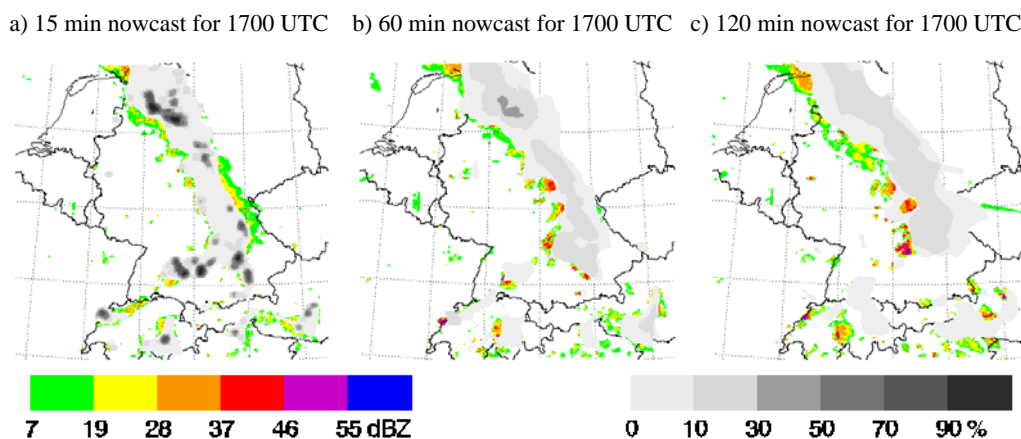 a) 15 min nowcast for 1700 UTC b) 60 min nowcast for 1700 UTC c) 120 min nowcast for 1700 UTC
7 19 28 37 46 55 dBZ 0 10 30 50 70 90 %